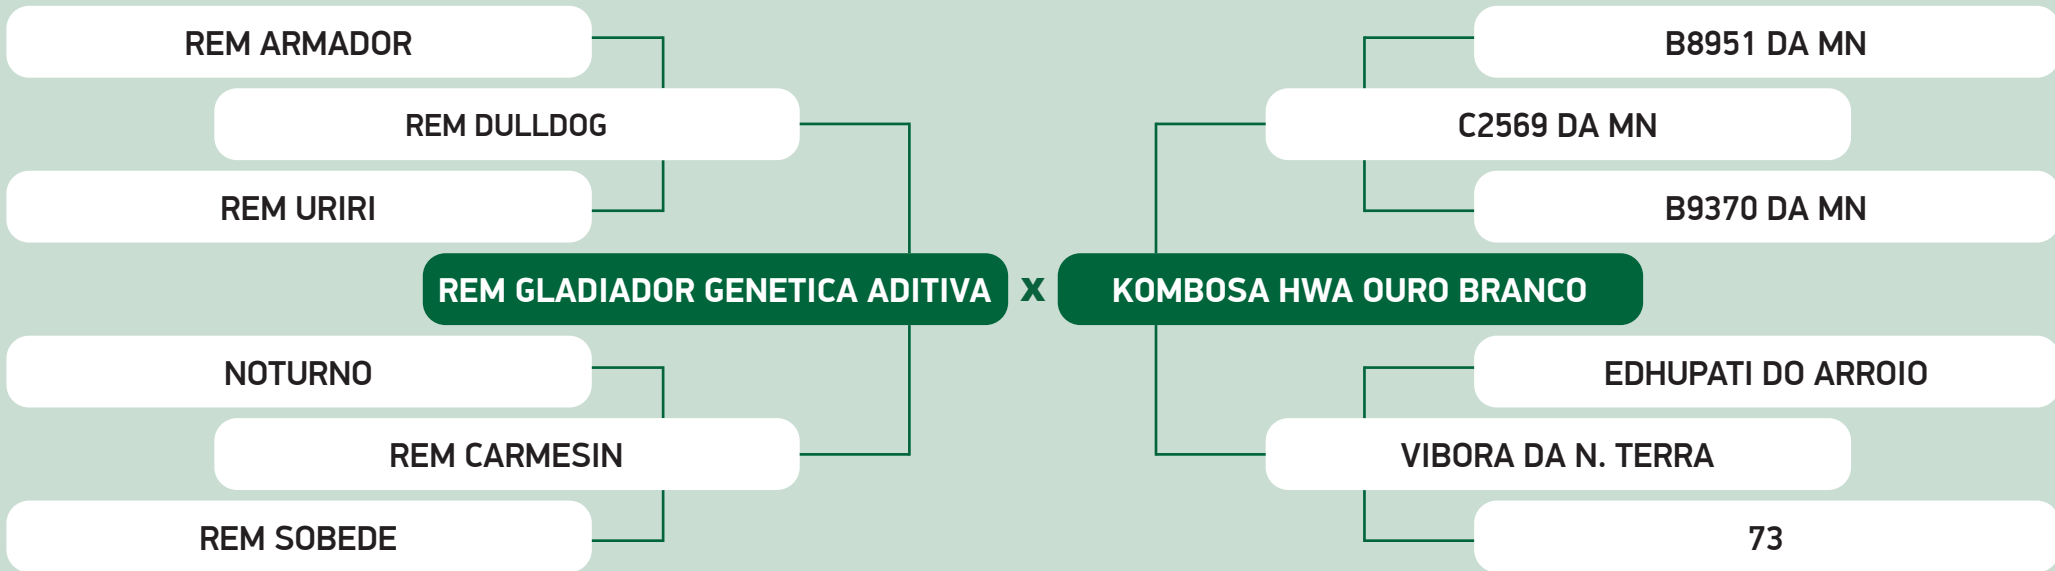 REM ARMADOR
B8951 DA MN
REM DULLDOG
C2569 DA MN
REM URIRI
B9370 DA MN
REM GLADIADOR GENETICA ADITIVA x KOMBOSA HWA OURO BRANCO
NOTURNO
EDHUPATI DO ARROIO
REM CARMESIN
VIBORA DA N. TERRA
REM SOBEDE
73